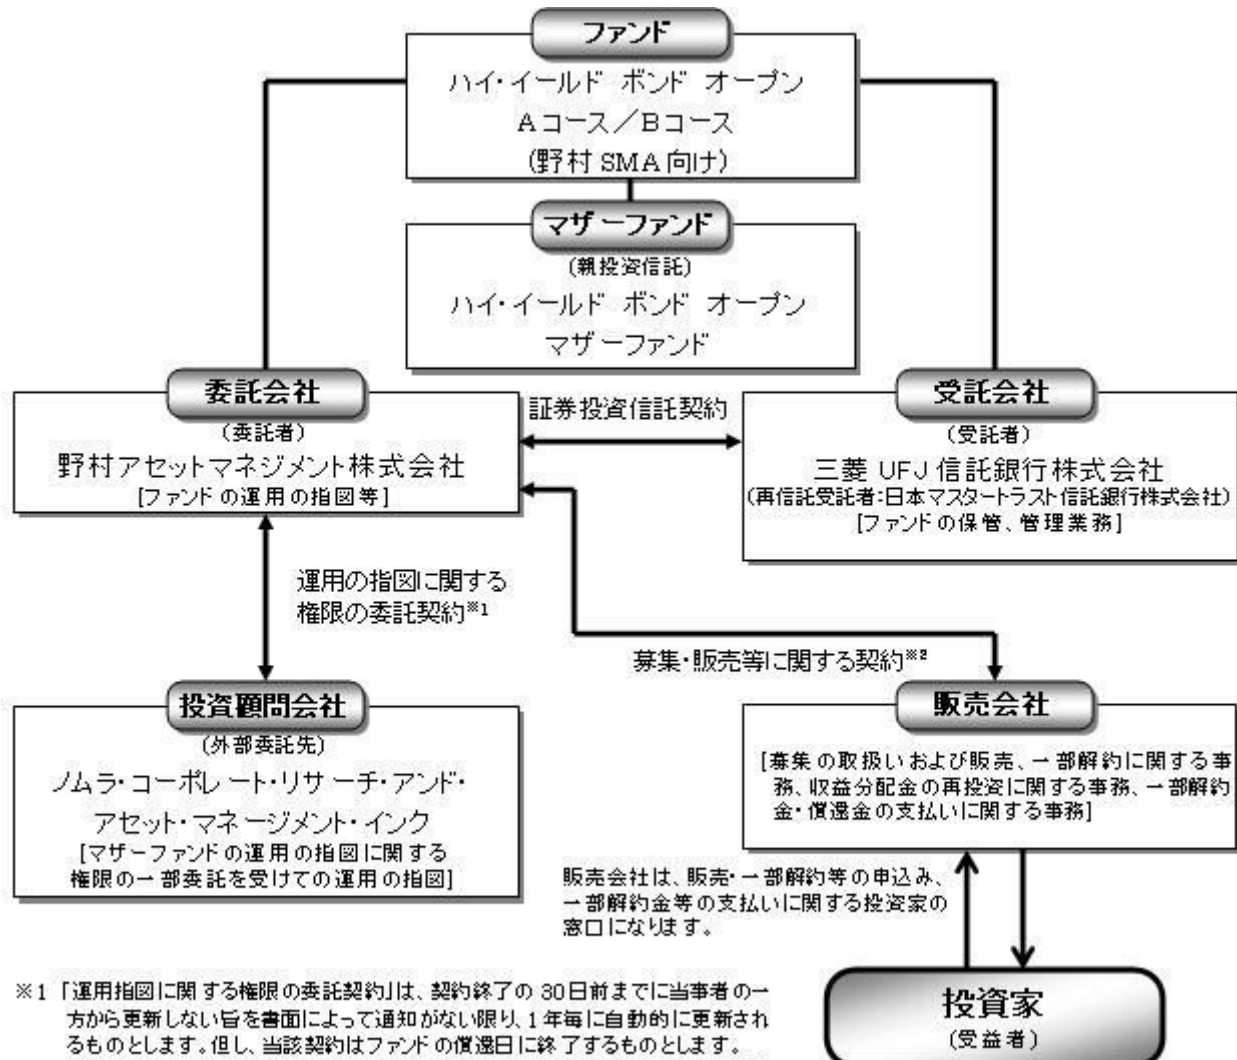 ファンド
ハイ・イールド ボンド オープン
Aコース／Bコース
(野村 SMA 向け)
マザーファンド
(親投資信託)
ハイ・イールド ボンド オープン
マザーファンド
委託会社
(委託者)
野村アセットマネジメント株式会社
[ファンドの運用の指図等]
証券投資信託契約
受託会社
(受託者)
三菱 UFJ 信託銀行株式会社
(再信託受託者:日本マスタートラスト信託銀行株式会社)
[ファンドの保管、管理業務]
運用の指図に関する
権限の委託契約※1
募集・販売等に関する契約※2
投資顧問会社
(外部委託先)
ノムラ・コーポレート・リサーチ・アンド・
アセット・マネージメント・インク
[マザーファンドの運用の指図に関する
権限の一部委託を受けての運用の指図]
販売会社
[募集の取扱いおよび販売、一部解約に関する事
務、収益分配金の再投資に関する事務、一部解約
金・償還金の支払いに関する事務]
販売会社は、販売・一部解約等の申込み、
一部解約金等の支払いに関する投資家の
窓口になります。
投資家
(受益者)
※1 「運用指図に関する権限の委託契約」は、契約終了の 30日前までに当事者の一
方から更新しない旨を書面によって通知がない限り、1年毎に自動的に更新され
るものとします。但し、当該契約はファンドの償還日に終了するものとします。